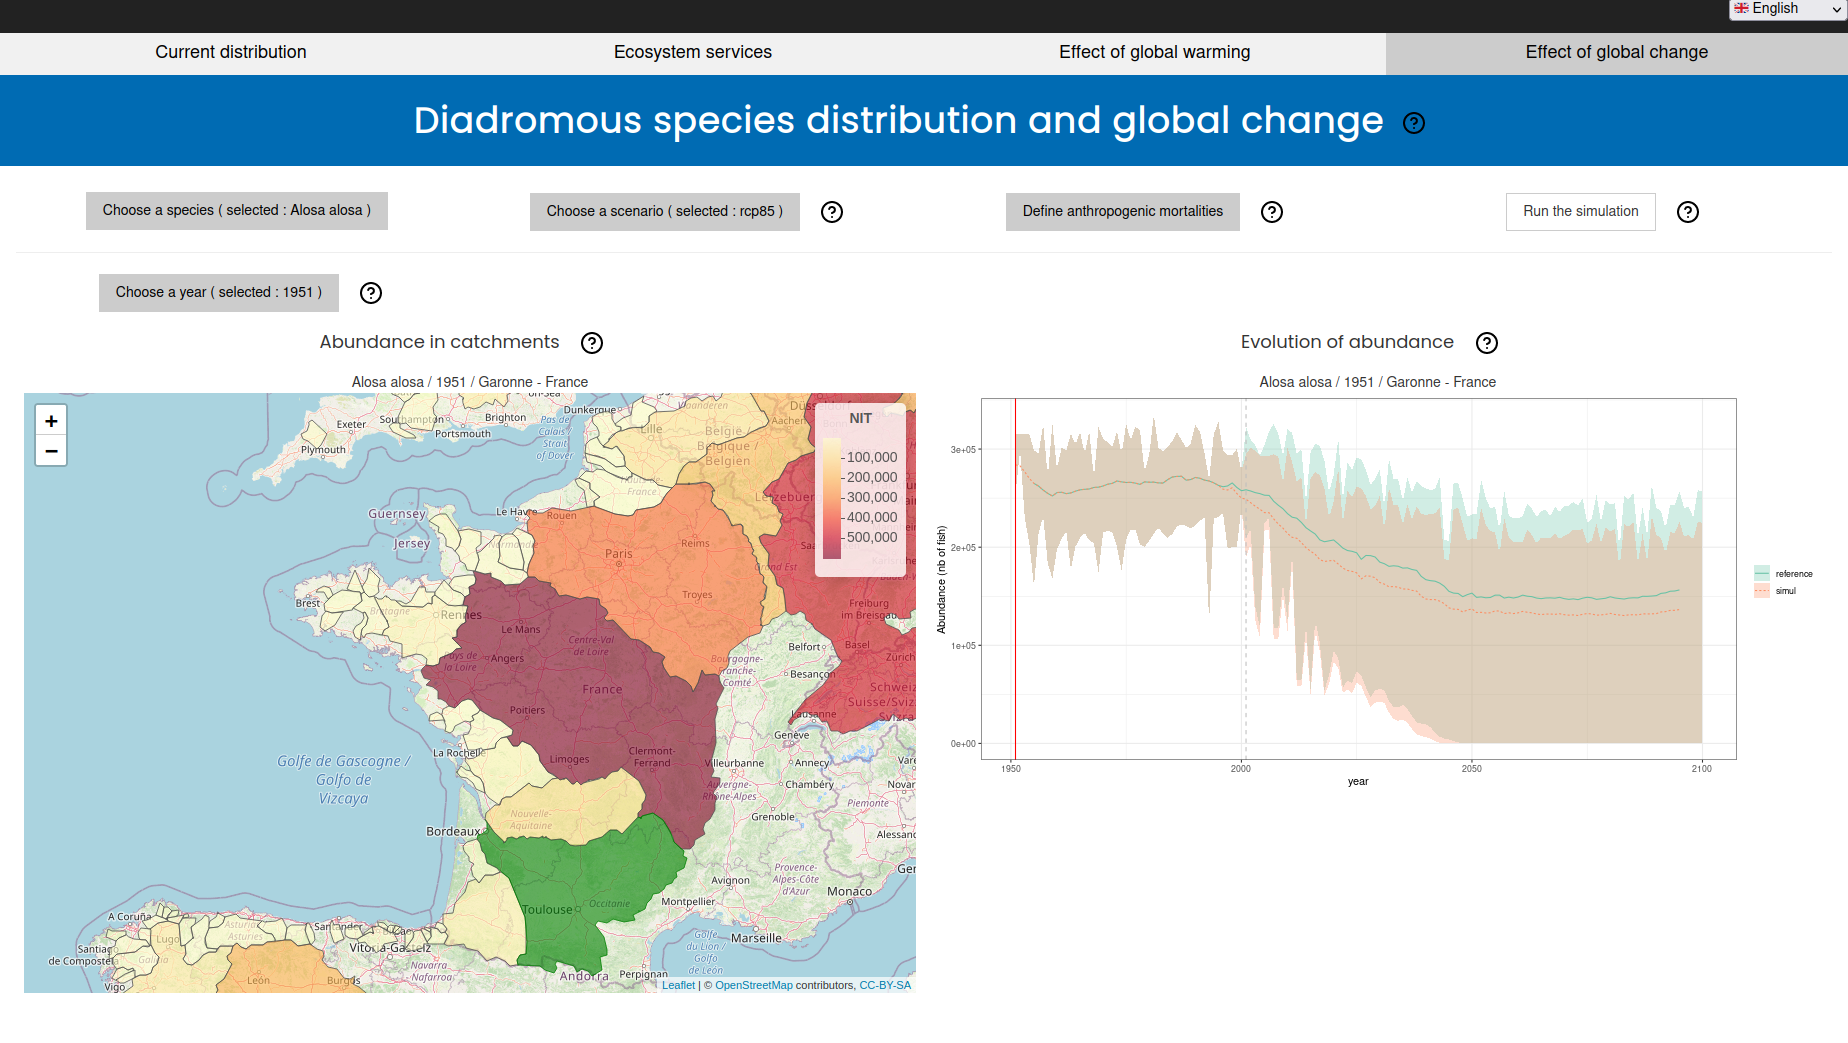 English
Current distribution
Ecosystem services
Effect of global warming
Effect of global change
Diadromous species distribution and global change
Choose a species ( selected : Alosa alosa )
Choose a scenario ( selected : rcp85 )
Define anthropogenic mortalities
Run the simulation
Choose a year ( selected : 1951 )
Abundance in catchments
Alosa alosa / 1951 / Garonne - France
+
−
Exeter
Southampton
Brighton
Portsmouth
Plymouth
Dunkerque
Pas de
Calais /
Strait
of Dover
Lille
Vlaanderen
België /
Belgique /
Belgien
Aachen
Hauts-de-
France
Le Havre
Rouen
Guernsey
Jersey
Paris
Reims
Grand Est
Troyes
Brest
Bretagne
Rennes
Le Mans
Centre-Val
de Loire
Pays de
la Loire
Angers
France
Poitiers
Belfort
Besançon
Freiburg
im Breisgau
Basel
Zürich
Schweiz
Suisse/Sviz
Svizra
Lausanne
Genève
La Rochelle
Limoges
Clermont-
Ferrand
Villeurbanne
Annecy
Chambéry
Auvergne-
Rhône-Alpes
Piemonte
Grenoble
Golfe de Gascogne /
Golfo de
Vizcaya
Nouvelle-
Aquitaine
Bordeaux
Toulouse
Occitanie
Avignon
Provence-
Alpes-Côte
d'Azur
Monaco
Montpellier
Marseille
Golfe
du Lion /
Golfo
de León
Perpignan
Andorra
A Coruña
Lugo
Galicia
Asturias
Asturies
Santander
Vitoria-Gasteiz
Navarra
- Nafarroa
Santiago
de Compostela
Vigo
León
Burgos
NIT
100,000
200,000
300,000
400,000
500,000
Leaflet | © OpenStreetMap contributors, CC-BY-SA
Evolution of abundance
Alosa alosa / 1951 / Garonne - France
Abundance (nb of fish)
3e+05
2e+05
1e+05
0e+00
1950
2000
2050
2100
year
reference
simul